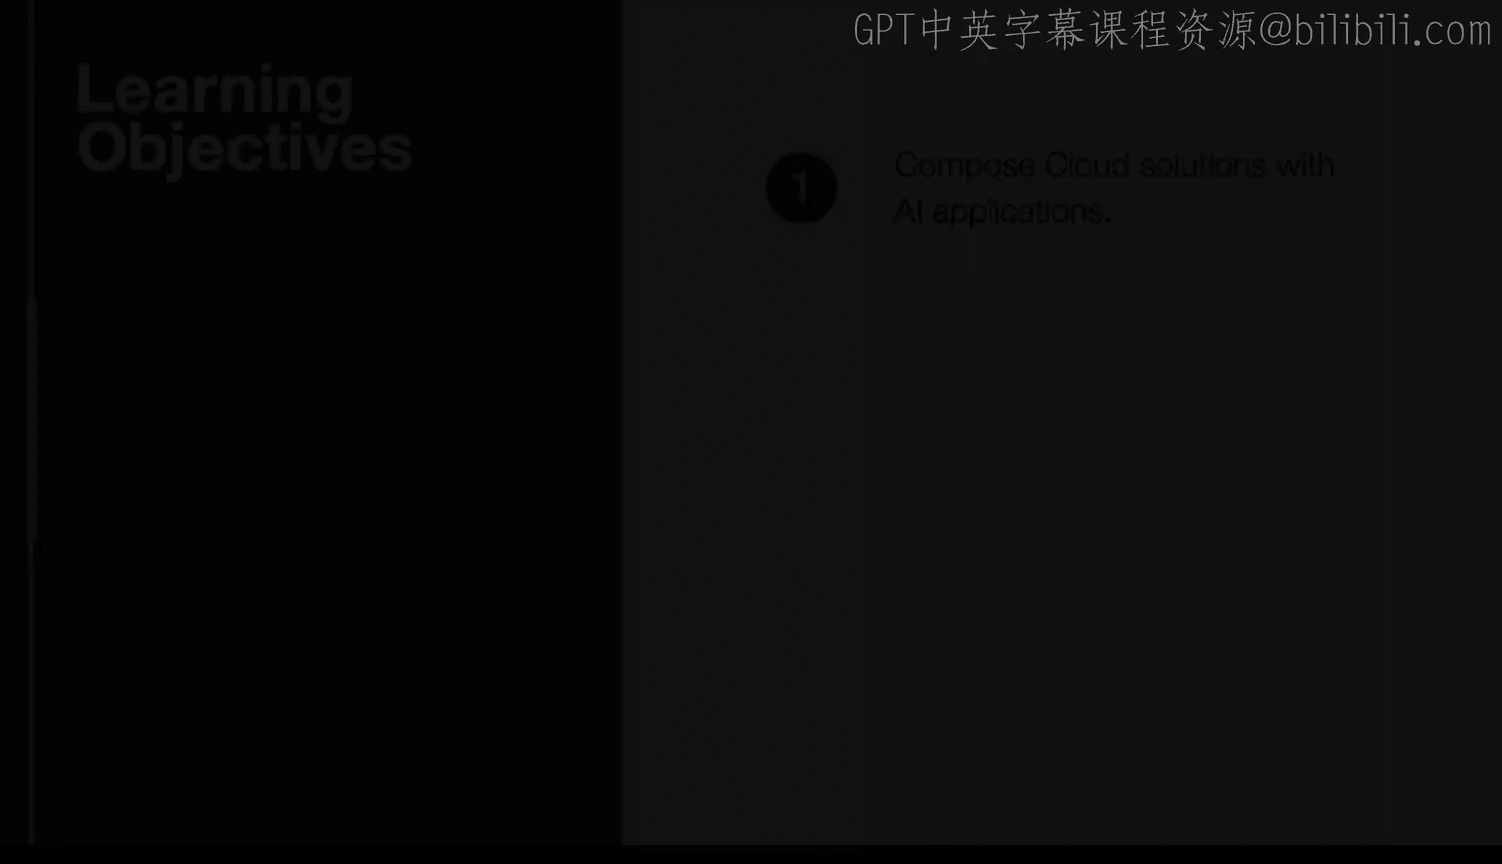 GPT中英字幕课程资源@bilibili.com
Learning
Objectives
1
Compose Cloud solutions with
AI applications.